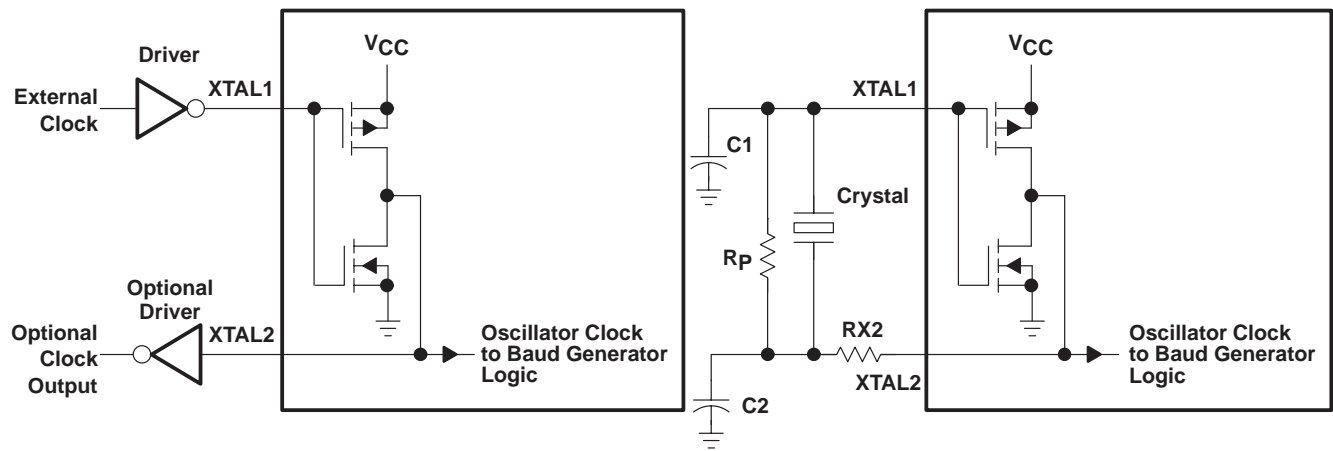 Driver
External
Clock
XTAL1
VCC
Optional
Driver
Optional
Clock
Output
XTAL2
Oscillator Clock
to Baud Generator
Logic
VCC
XTAL1
C1
Crystal
RP
RX2
XTAL2
C2
Oscillator Clock
to Baud Generator
Logic